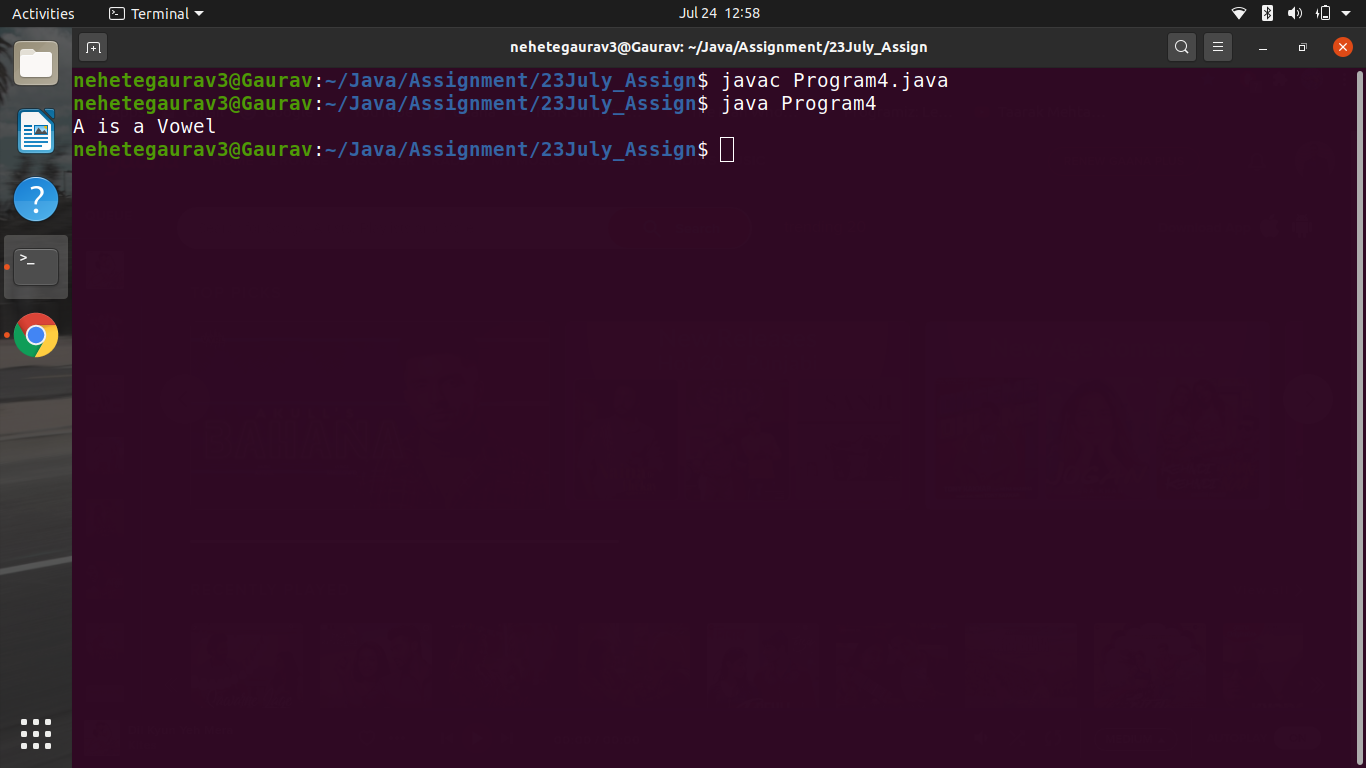 Activities Terminal Jul 24 12:58
nehetegaurav3@Gaurav: ~/Java/Assignment/23July_Assign
nehetegaurav3@Gaurav:~/Java/Assignment/23July_Assign$ javac Program4.java
nehetegaurav3@Gaurav:~/Java/Assignment/23July_Assign$ java Program4
A is a Vowel
nehetegaurav3@Gaurav:~/Java/Assignment/23July_Assign$